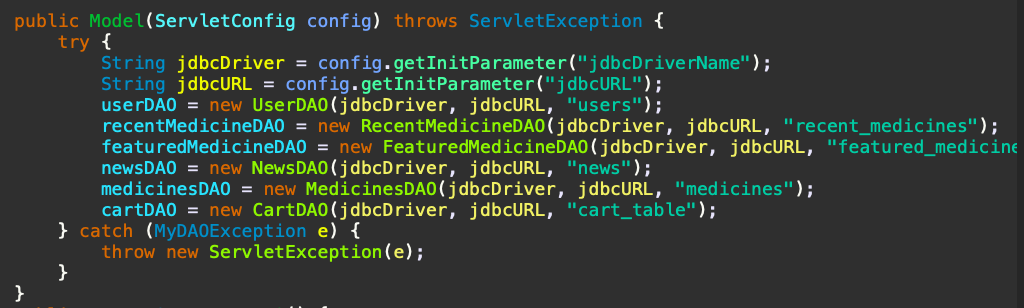 public Model(ServletConfig config) throws ServletException {
    try {
        String jdbcDriver = config.getInitParameter("jdbcDriverName");
        String jdbcURL = config.getInitParameter("jdbcURL");
        userDAO = new UserDAO(jdbcDriver, jdbcURL, "users");
        recentMedicineDAO = new RecentMedicineDAO(jdbcDriver, jdbcURL, "recent_medicines");
        featuredMedicineDAO = new FeaturedMedicineDAO(jdbcDriver, jdbcURL, "featured_medicine
        newsDAO = new NewsDAO(jdbcDriver, jdbcURL, "news");
        medicinesDAO = new MedicinesDAO(jdbcDriver, jdbcURL, "medicines");
        cartDAO = new CartDAO(jdbcDriver, jdbcURL, "cart_table");
    } catch (MyDAOException e) {
        throw new ServletException(e);
    }
}